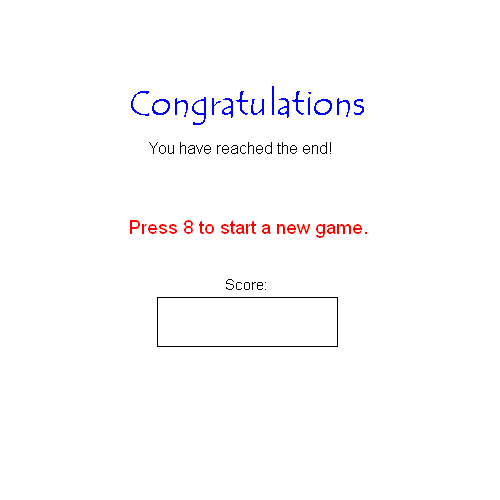 Congratulations
You have reached the end!
Press 8 to start a new game.
Score: